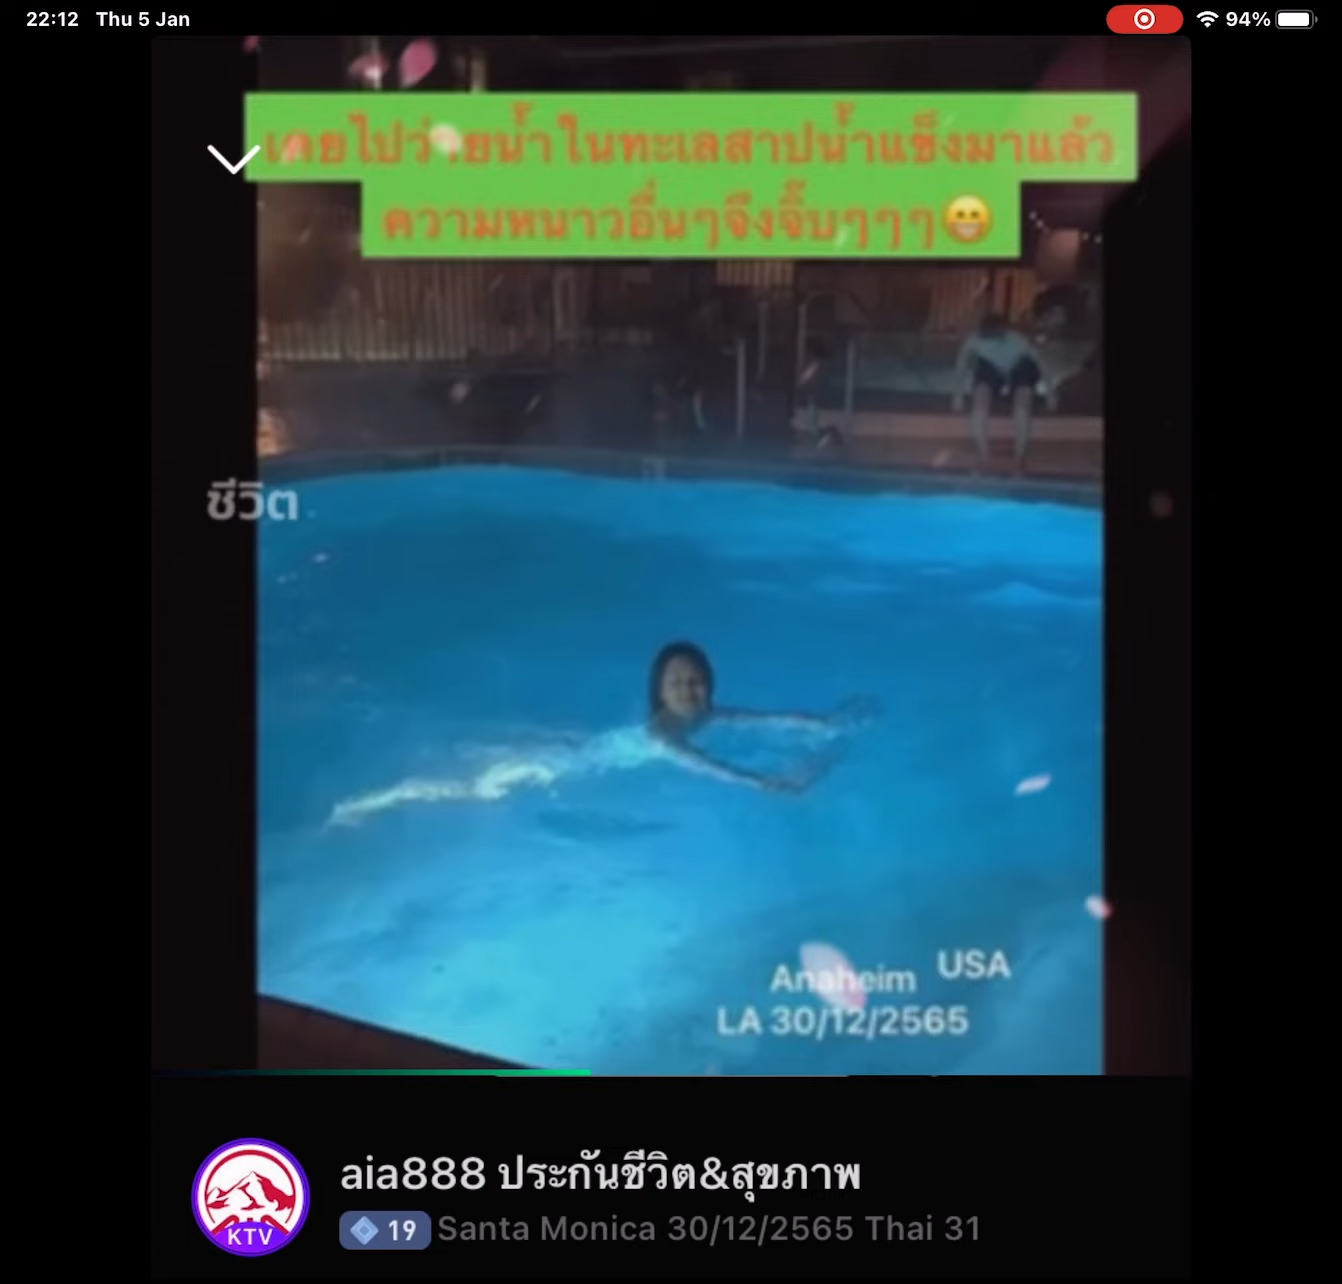 22:12 Thu 5 Jan 94%
เคยไปว่ายน้ำในทะเลสาปน้ำแข็งมาแล้ว
ความหนาวอื่นๆจึงจิ๊บๆๆๆ😁
ชีวิต
Anaheim USA
LA 30/12/2565
aia888 ประกันชีวิต&สุขภาพ
KTV
19 Santa Monica 30/12/2565 Thai 31